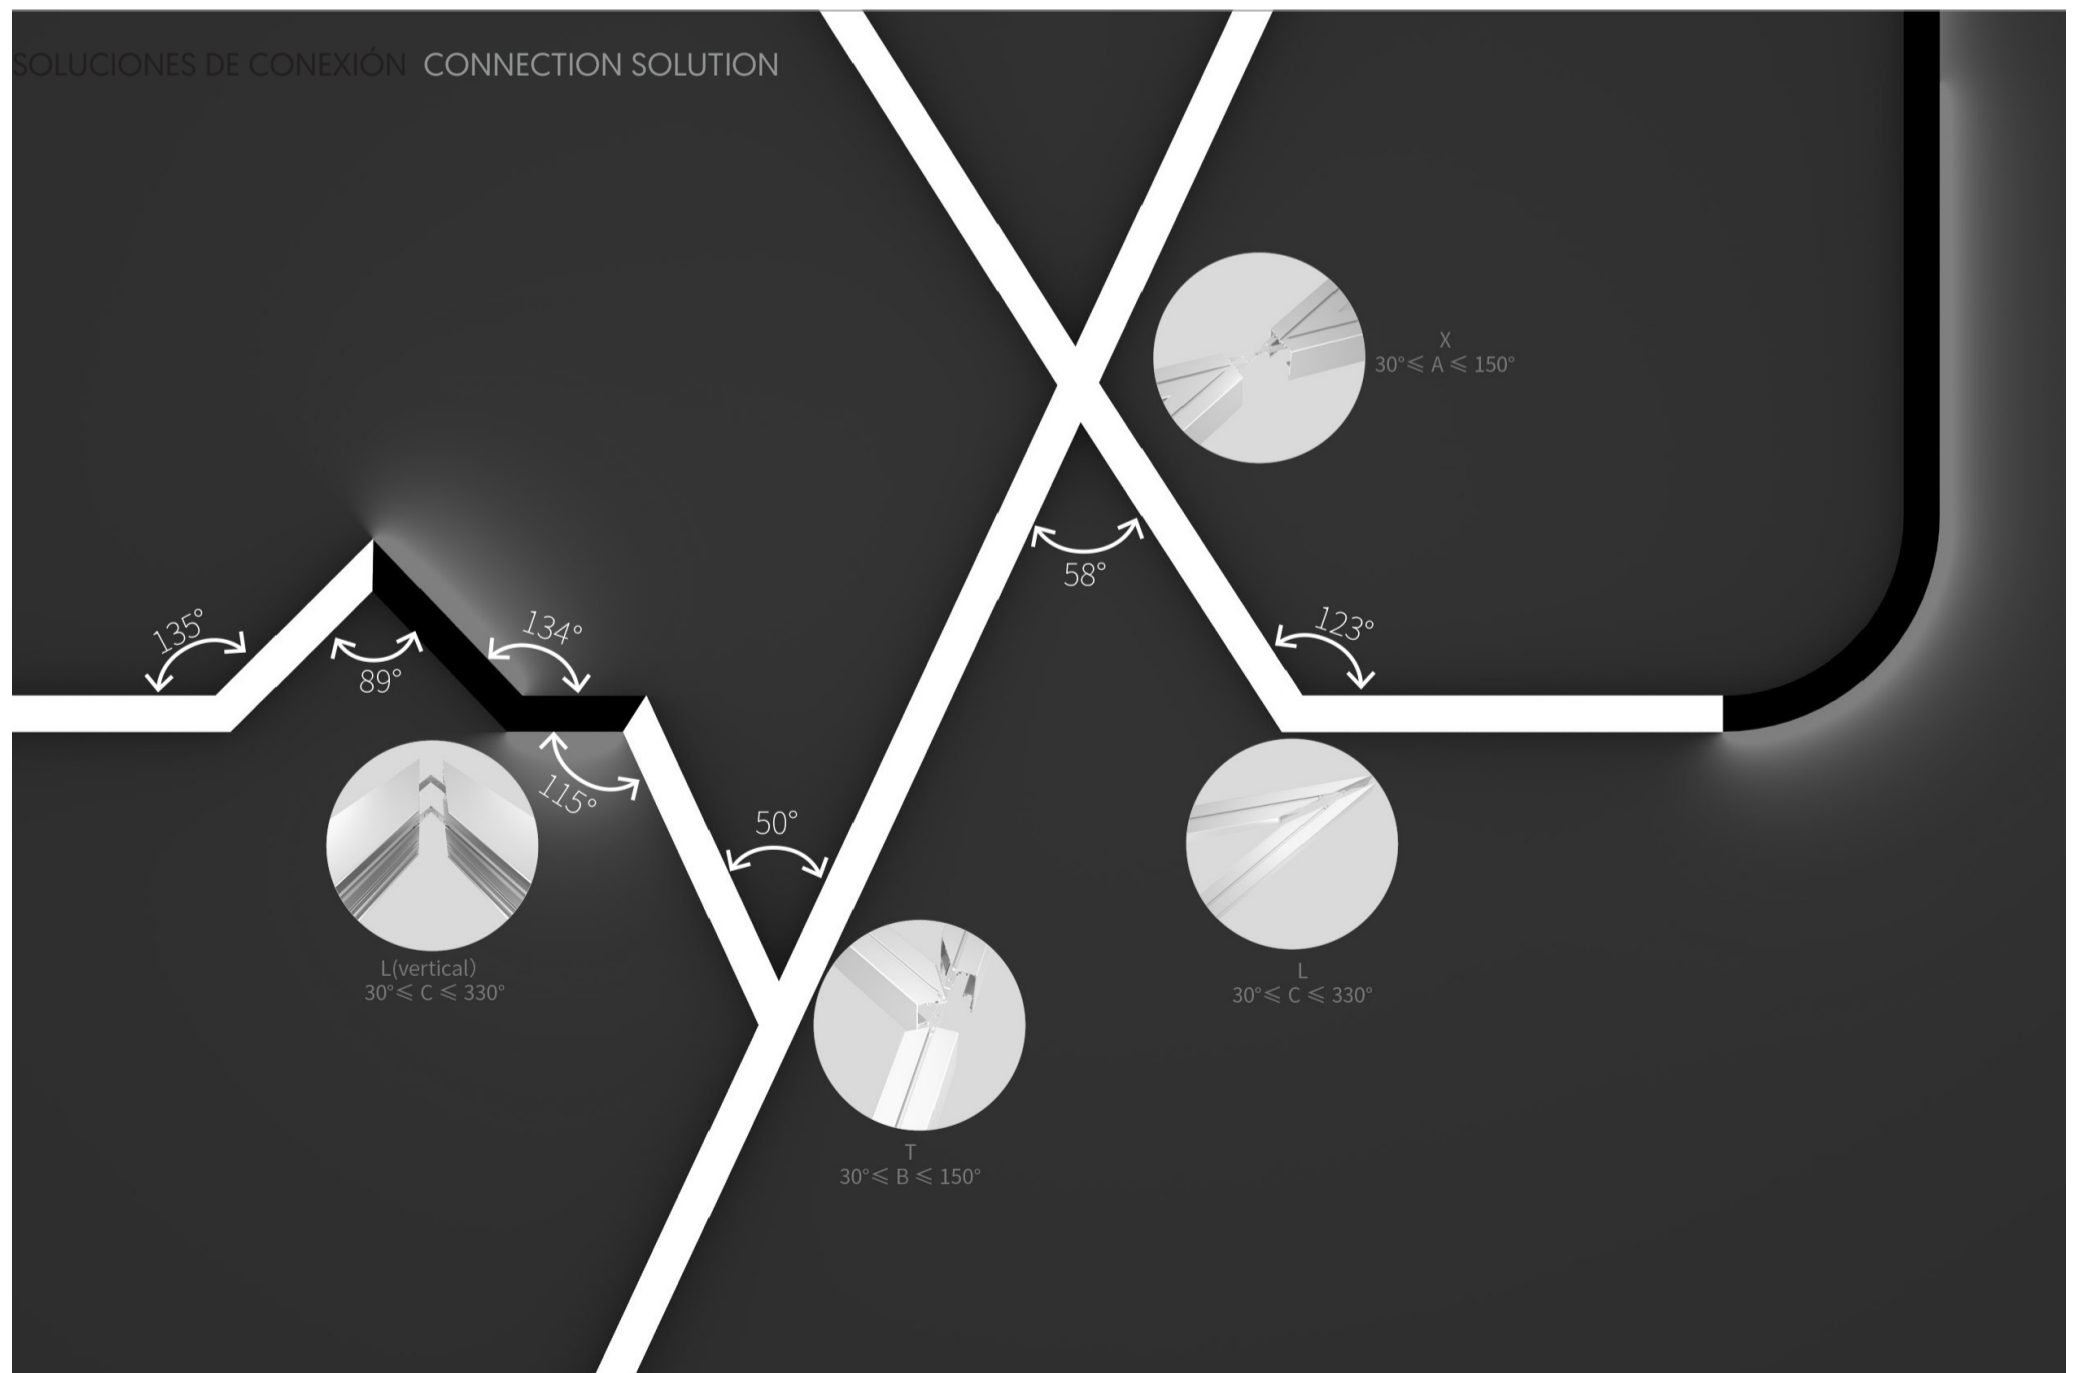 SOLUCIONES DE CONEXIÓN CONNECTION SOLUTION
X
30°≤ A ≤ 150°
58°
135°
134°
123°
89°
115°
50°
L(vertical)
30°≤ C ≤ 330°
L
30°≤ C ≤ 330°
T
30°≤ B ≤ 150°